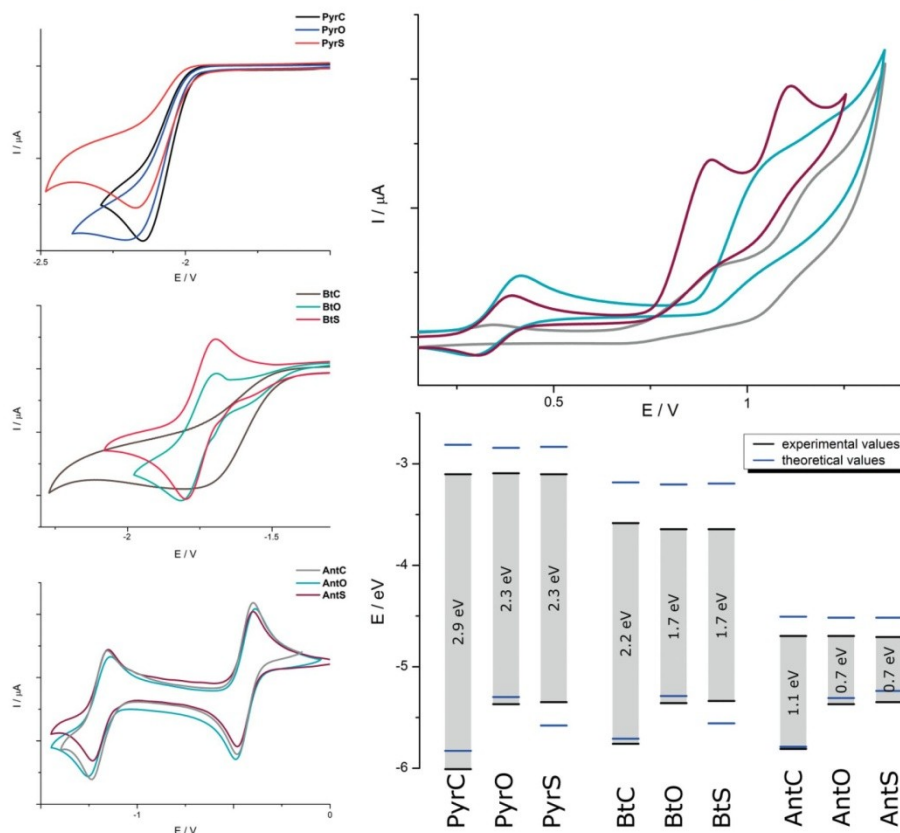 PyrC
PyrO
PyrS
I / µA
-2.5
-2
E / V
BtC
BtO
BtS
I / µA
-2
-1.5
E / V
AntC
AntO
AntS
I / µA
-1
0
E / V
I / µA
0.5
1
E / V
experimental values
theoretical values
-3
-4
-5
-6
E / eV
2.9 eV
2.3 eV
2.3 eV
2.2 eV
1.7 eV
1.7 eV
1.1 eV
0.7 eV
0.7 eV
PyrC
PyrO
PyrS
BtC
BtO
BtS
AntC
AntO
AntS